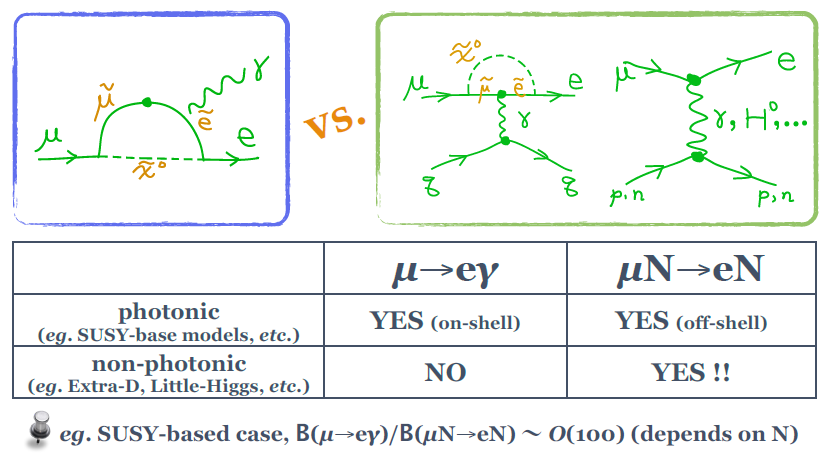 μ̃
γ
ẽ
μ
e
χ̃⁰
vs.
χ̃⁰
μ
μ̃
ẽ
e
γ
q
q
μ
e
γ, H⁰,...
p,n
p,n
μ→eγ
μN→eN
photonic
(eg. SUSY-base models, etc.)
YES (on-shell)
YES (off-shell)
non-photonic
(eg. Extra-D, Little-Higgs, etc.)
NO
YES !!
eg. SUSY-based case, B(μ→eγ)/B(μN→eN) ~ O(100) (depends on N)